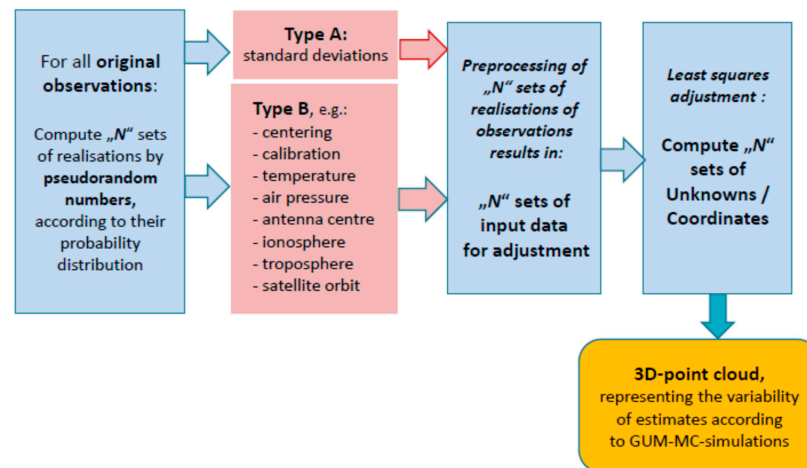 For all original
observations:
Compute „N“ sets
of realisations by
pseudorandom
numbers,
according to their
probability
distribution
Type A:
standard deviations
Type B, e.g.:
- centering
- calibration
- temperature
- air pressure
- antenna centre
- ionosphere
- troposphere
- satellite orbit
Preprocessing of
„N“ sets of
realisations of
observations
results in:
„N“ sets of
input data
for adjustment
Least squares
adjustment :
Compute „N“
sets of
Unknowns /
Coordinates
3D-point cloud,
representing the variability
of estimates according
to GUM-MC-simulations